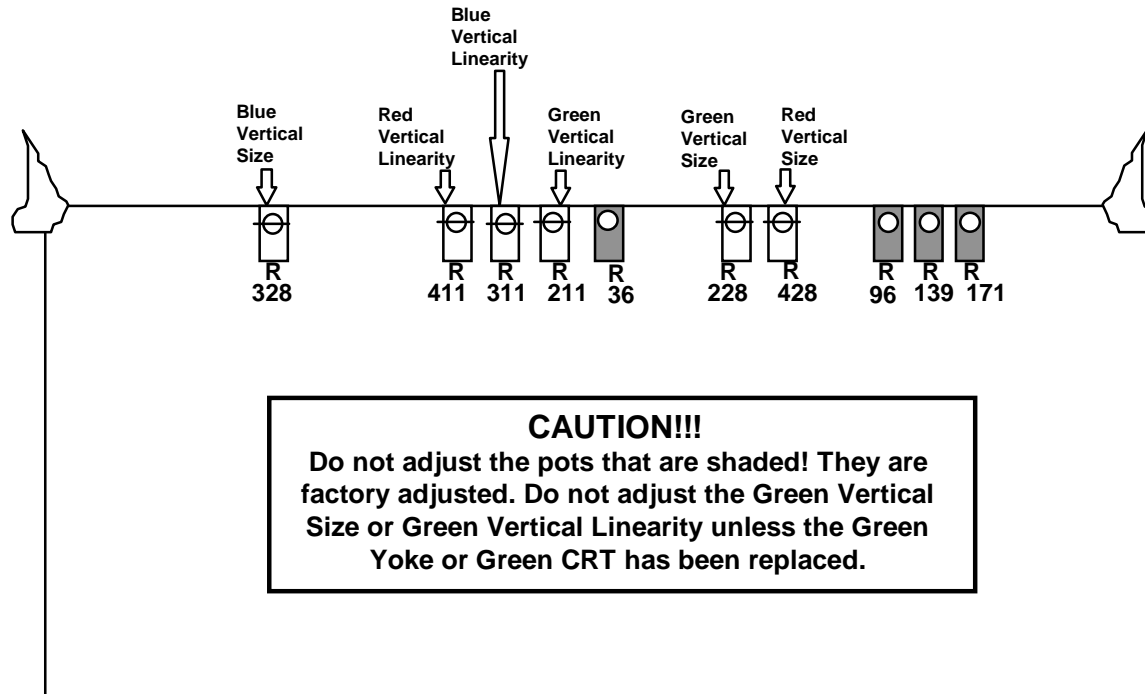 Blue
Vertical
Linearity
Blue
Vertical
Size
Red
Vertical
Linearity
Green
Vertical
Linearity
Green
Vertical
Size
Red
Vertical
Size
R
328
R
411
R
311
R
211
R
36
R
228
R
428
R
96
R
139
R
171
CAUTION!!!
Do not adjust the pots that are shaded! They are
factory adjusted. Do not adjust the Green Vertical
Size or Green Vertical Linearity unless the Green
Yoke or Green CRT has been replaced.